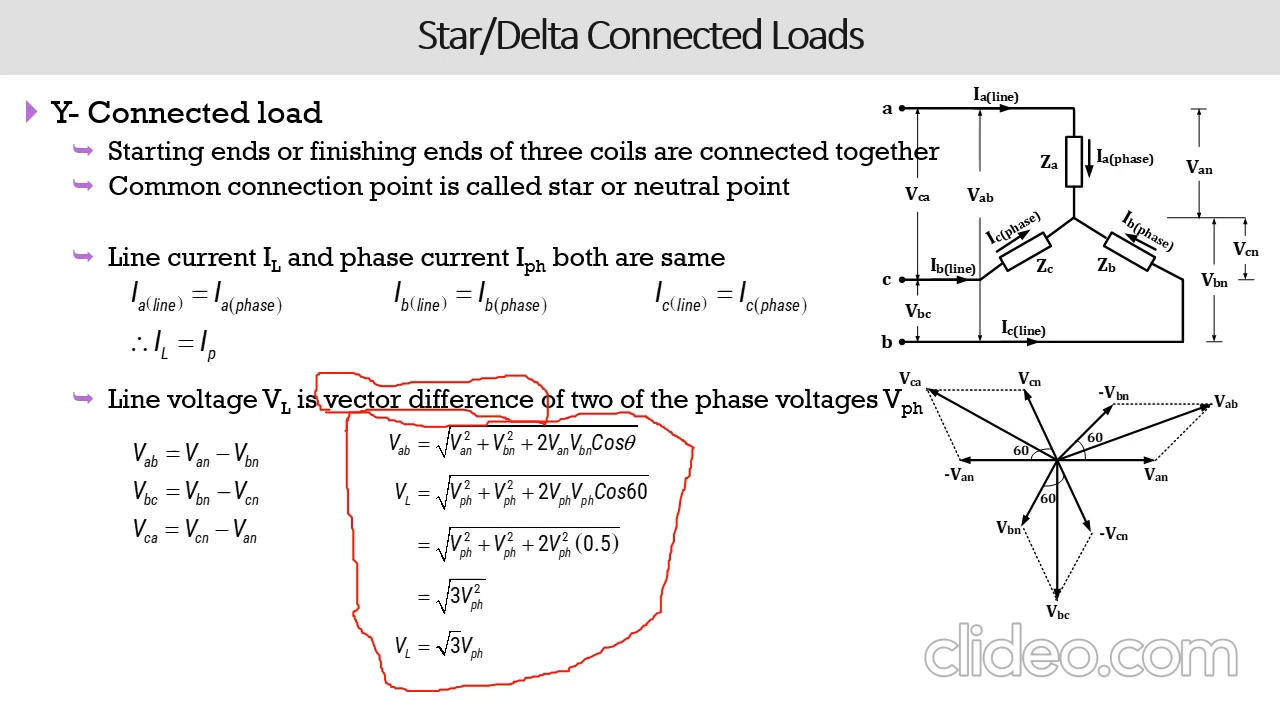 Star/Delta Connected Loads
Y- Connected load
Starting ends or finishing ends of three coils are connected together
Common connection point is called star or neutral point
Line current I_L and phase current I_ph both are same
I_a(line) = I_a(phase) I_b(line) = I_b(phase) I_c(line) = I_c(phase)
∴ I_L = I_p
Line voltage V_L is vector difference of two of the phase voltages V_ph
V_ab = V_an − V_bn
V_bc = V_bn − V_cn
V_ca = V_cn − V_an
V_ab = √(V_an² + V_bn² + 2V_anV_bnCosθ)
V_L = √(V_ph² + V_ph² + 2V_phV_phCos60)
= √(V_ph² + V_ph² + 2V_ph² (0.5))
= √(3V_ph²)
V_L = √3V_ph
I_a(line)
a
Z_a
I_a(phase)
V_an
V_ca
V_ab
I_c(phase)
I_b(phase)
V_cn
I_b(line)
Z_c
Z_b
V_bn
c
V_bc
I_c(line)
b
V_ca
V_cn
-V_bn
V_ab
60
60
-V_an
V_an
60
V_bn
-V_cn
V_bc
clideo.com